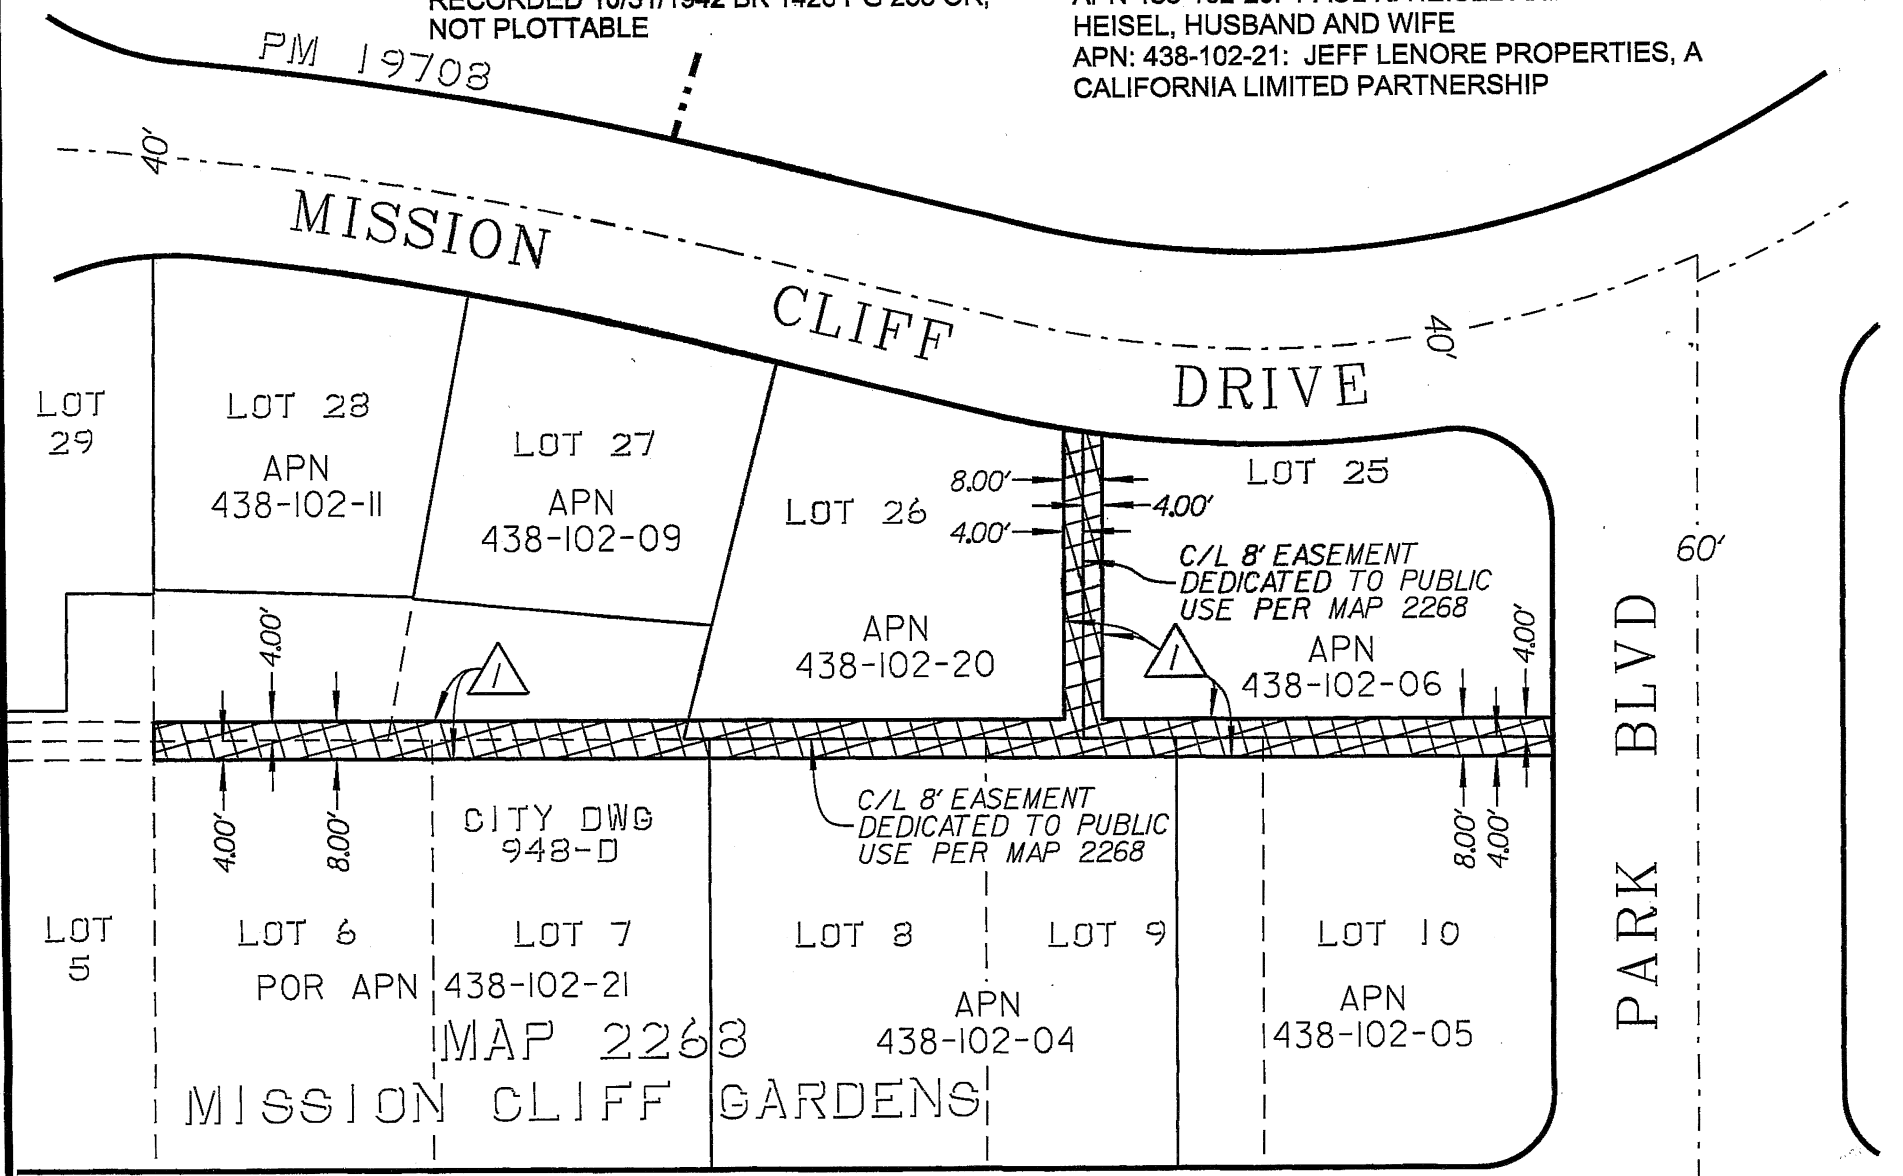 NOT PLOTTABLE
HEISEL, HUSBAND AND WIFE
APN: 438-102-21: JEFF LENORE PROPERTIES, A
CALIFORNIA LIMITED PARTNERSHIP
PM 19708
40'
MISSION
CLIFF
DRIVE
40'
LOT
29
LOT 28
APN
438-102-11
LOT 27
APN
438-102-09
LOT 26
APN
438-102-20
8.00'
4.00'
4.00'
LOT 25
C/L 8' EASEMENT
DEDICATED TO PUBLIC
USE PER MAP 2268
APN
438-102-06
60'
PARK BLVD
4.00'
1
1
4.00'
4.00'
8.00'
CITY DWG
948-D
C/L 8' EASEMENT
DEDICATED TO PUBLIC
USE PER MAP 2268
8.00'
4.00'
LOT
5
LOT 6
LOT 7
POR APN 438-102-21
LOT 8
LOT 9
APN
438-102-04
LOT 10
APN
438-102-05
MAP 2268
MISSION CLIFF GARDENS